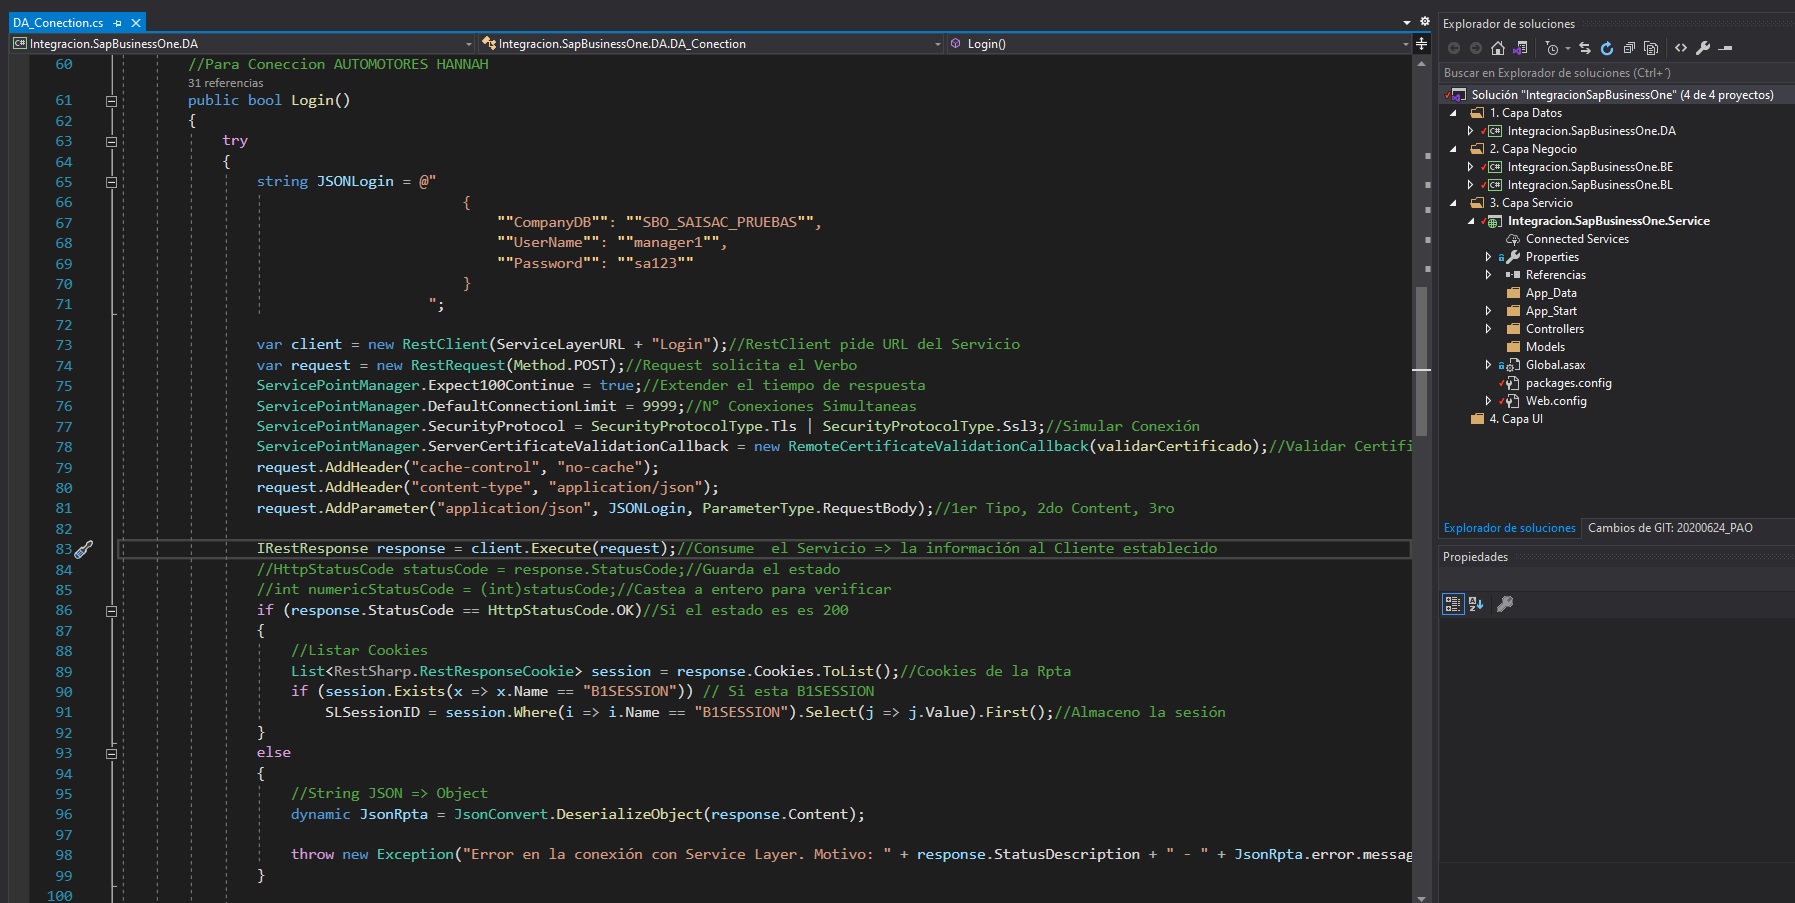 DA_Conection.cs
Integracion.SapBusinessOne.DA
Integracion.SapBusinessOne.DA.DA_Conection
Login()
60 //Para Coneccion AUTOMOTORES HANNAH
31 referencias
61 public bool Login()
62 {
63 try
64 {
65 string JSONLogin = @"
66 {
67 ""CompanyDB"": ""SBO_SAISAC_PRUEBAS"",
68 ""UserName"": ""manager1"",
69 ""Password"": ""sa123""
70 }
71 ";
72
73 var client = new RestClient(ServiceLayerURL + "Login");//RestClient pide URL del Servicio
74 var request = new RestRequest(Method.POST);//Request solicita el Verbo
75 ServicePointManager.Expect100Continue = true;//Extender el tiempo de respuesta
76 ServicePointManager.DefaultConnectionLimit = 9999;//N° Conexiones Simultaneas
77 ServicePointManager.SecurityProtocol = SecurityProtocolType.Tls | SecurityProtocolType.Ssl3;//Simular Conexión
78 ServicePointManager.ServerCertificateValidationCallback = new RemoteCertificateValidationCallback(validarCertificado);//Validar Certifi
79 request.AddHeader("cache-control", "no-cache");
80 request.AddHeader("content-type", "application/json");
81 request.AddParameter("application/json", JSONLogin, ParameterType.RequestBody);//1er Tipo, 2do Content, 3ro
82
83 IRestResponse response = client.Execute(request);//Consume  el Servicio => la información al Cliente establecido
84 //HttpStatusCode statusCode = response.StatusCode;//Guarda el estado
85 //int numericStatusCode = (int)statusCode;//Castea a entero para verificar
86 if (response.StatusCode == HttpStatusCode.OK)//Si el estado es es 200
87 {
88 //Listar Cookies
89 List<RestSharp.RestResponseCookie> session = response.Cookies.ToList();//Cookies de la Rpta
90 if (session.Exists(x => x.Name == "B1SESSION")) // Si esta B1SESSION
91 SLSessionID = session.Where(i => i.Name == "B1SESSION").Select(j => j.Value).First();//Almaceno la sesión
92 }
93 else
94 {
95 //String JSON => Object
96 dynamic JsonRpta = JsonConvert.DeserializeObject(response.Content);
97
98 throw new Exception("Error en la conexión con Service Layer. Motivo: " + response.StatusDescription + " - " + JsonRpta.error.messag
99 }
100
Explorador de soluciones
Buscar en Explorador de soluciones (Ctrl+´)
Solución "IntegracionSapBusinessOne" (4 de 4 proyectos)
1. Capa Datos
Integracion.SapBusinessOne.DA
2. Capa Negocio
Integracion.SapBusinessOne.BE
Integracion.SapBusinessOne.BL
3. Capa Servicio
Integracion.SapBusinessOne.Service
Connected Services
Properties
Referencias
App_Data
App_Start
Controllers
Models
Global.asax
packages.config
Web.config
4. Capa UI
Explorador de soluciones
Cambios de GIT: 20200624_PAO
Propiedades